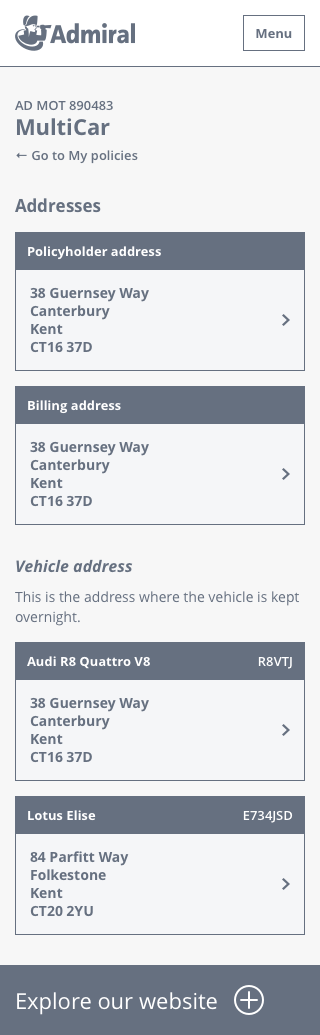 Admiral
Menu
AD MOT 890483
MultiCar
← Go to My policies
Addresses
Policyholder address
38 Guernsey Way
Canterbury
Kent
CT16 37D
Billing address
38 Guernsey Way
Canterbury
Kent
CT16 37D
Vehicle address
This is the address where the vehicle is kept
overnight.
Audi R8 Quattro V8 R8VTJ
38 Guernsey Way
Canterbury
Kent
CT16 37D
Lotus Elise E734JSD
84 Parfitt Way
Folkestone
Kent
CT20 2YU
Explore our website